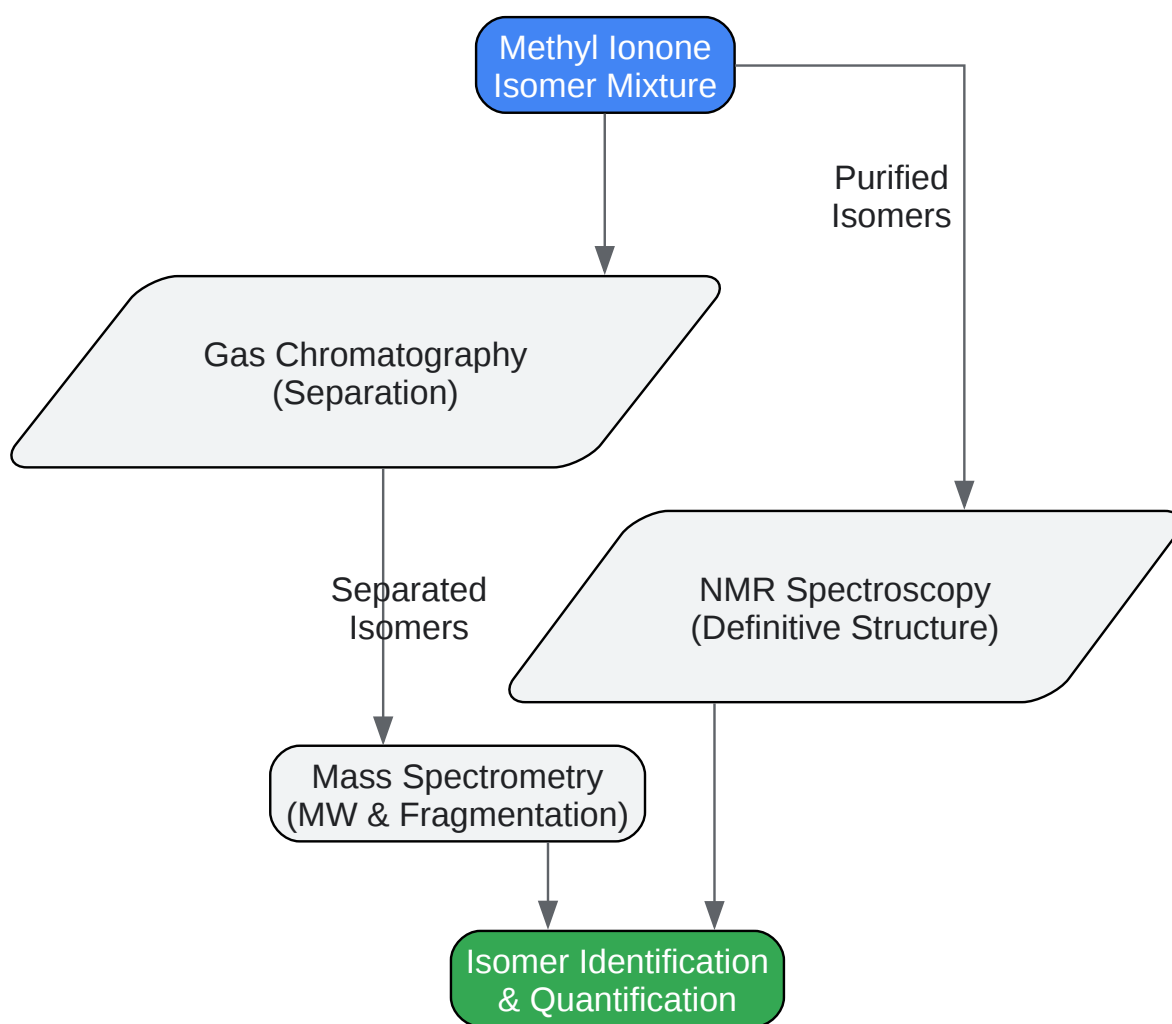 Methyl Ionone
Isomer Mixture
Purified
Isomers
Gas Chromatography
(Separation)
Separated
Isomers
NMR Spectroscopy
(Definitive Structure)
Mass Spectrometry
(MW & Fragmentation)
Isomer Identification
& Quantification